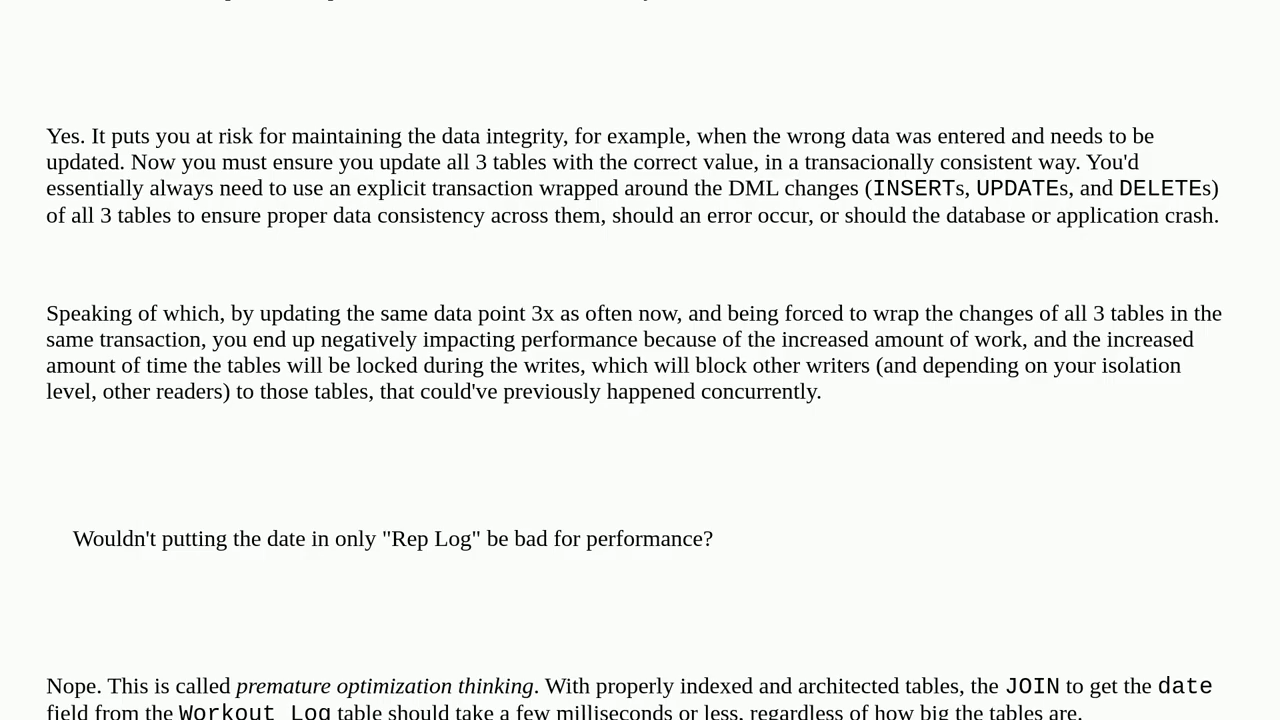 Yes. It puts you at risk for maintaining the data integrity, for example, when the wrong data was entered and needs to be
updated. Now you must ensure you update all 3 tables with the correct value, in a transacionally consistent way. You'd
essentially always need to use an explicit transaction wrapped around the DML changes (INSERTs, UPDATEs, and DELETEs)
of all 3 tables to ensure proper data consistency across them, should an error occur, or should the database or application crash.
Speaking of which, by updating the same data point 3x as often now, and being forced to wrap the changes of all 3 tables in the
same transaction, you end up negatively impacting performance because of the increased amount of work, and the increased
amount of time the tables will be locked during the writes, which will block other writers (and depending on your isolation
level, other readers) to those tables, that could've previously happened concurrently.
Wouldn't putting the date in only "Rep Log" be bad for performance?
Nope. This is called premature optimization thinking. With properly indexed and architected tables, the JOIN to get the date
field from the Workout Log table should take a few milliseconds or less, regardless of how big the tables are.